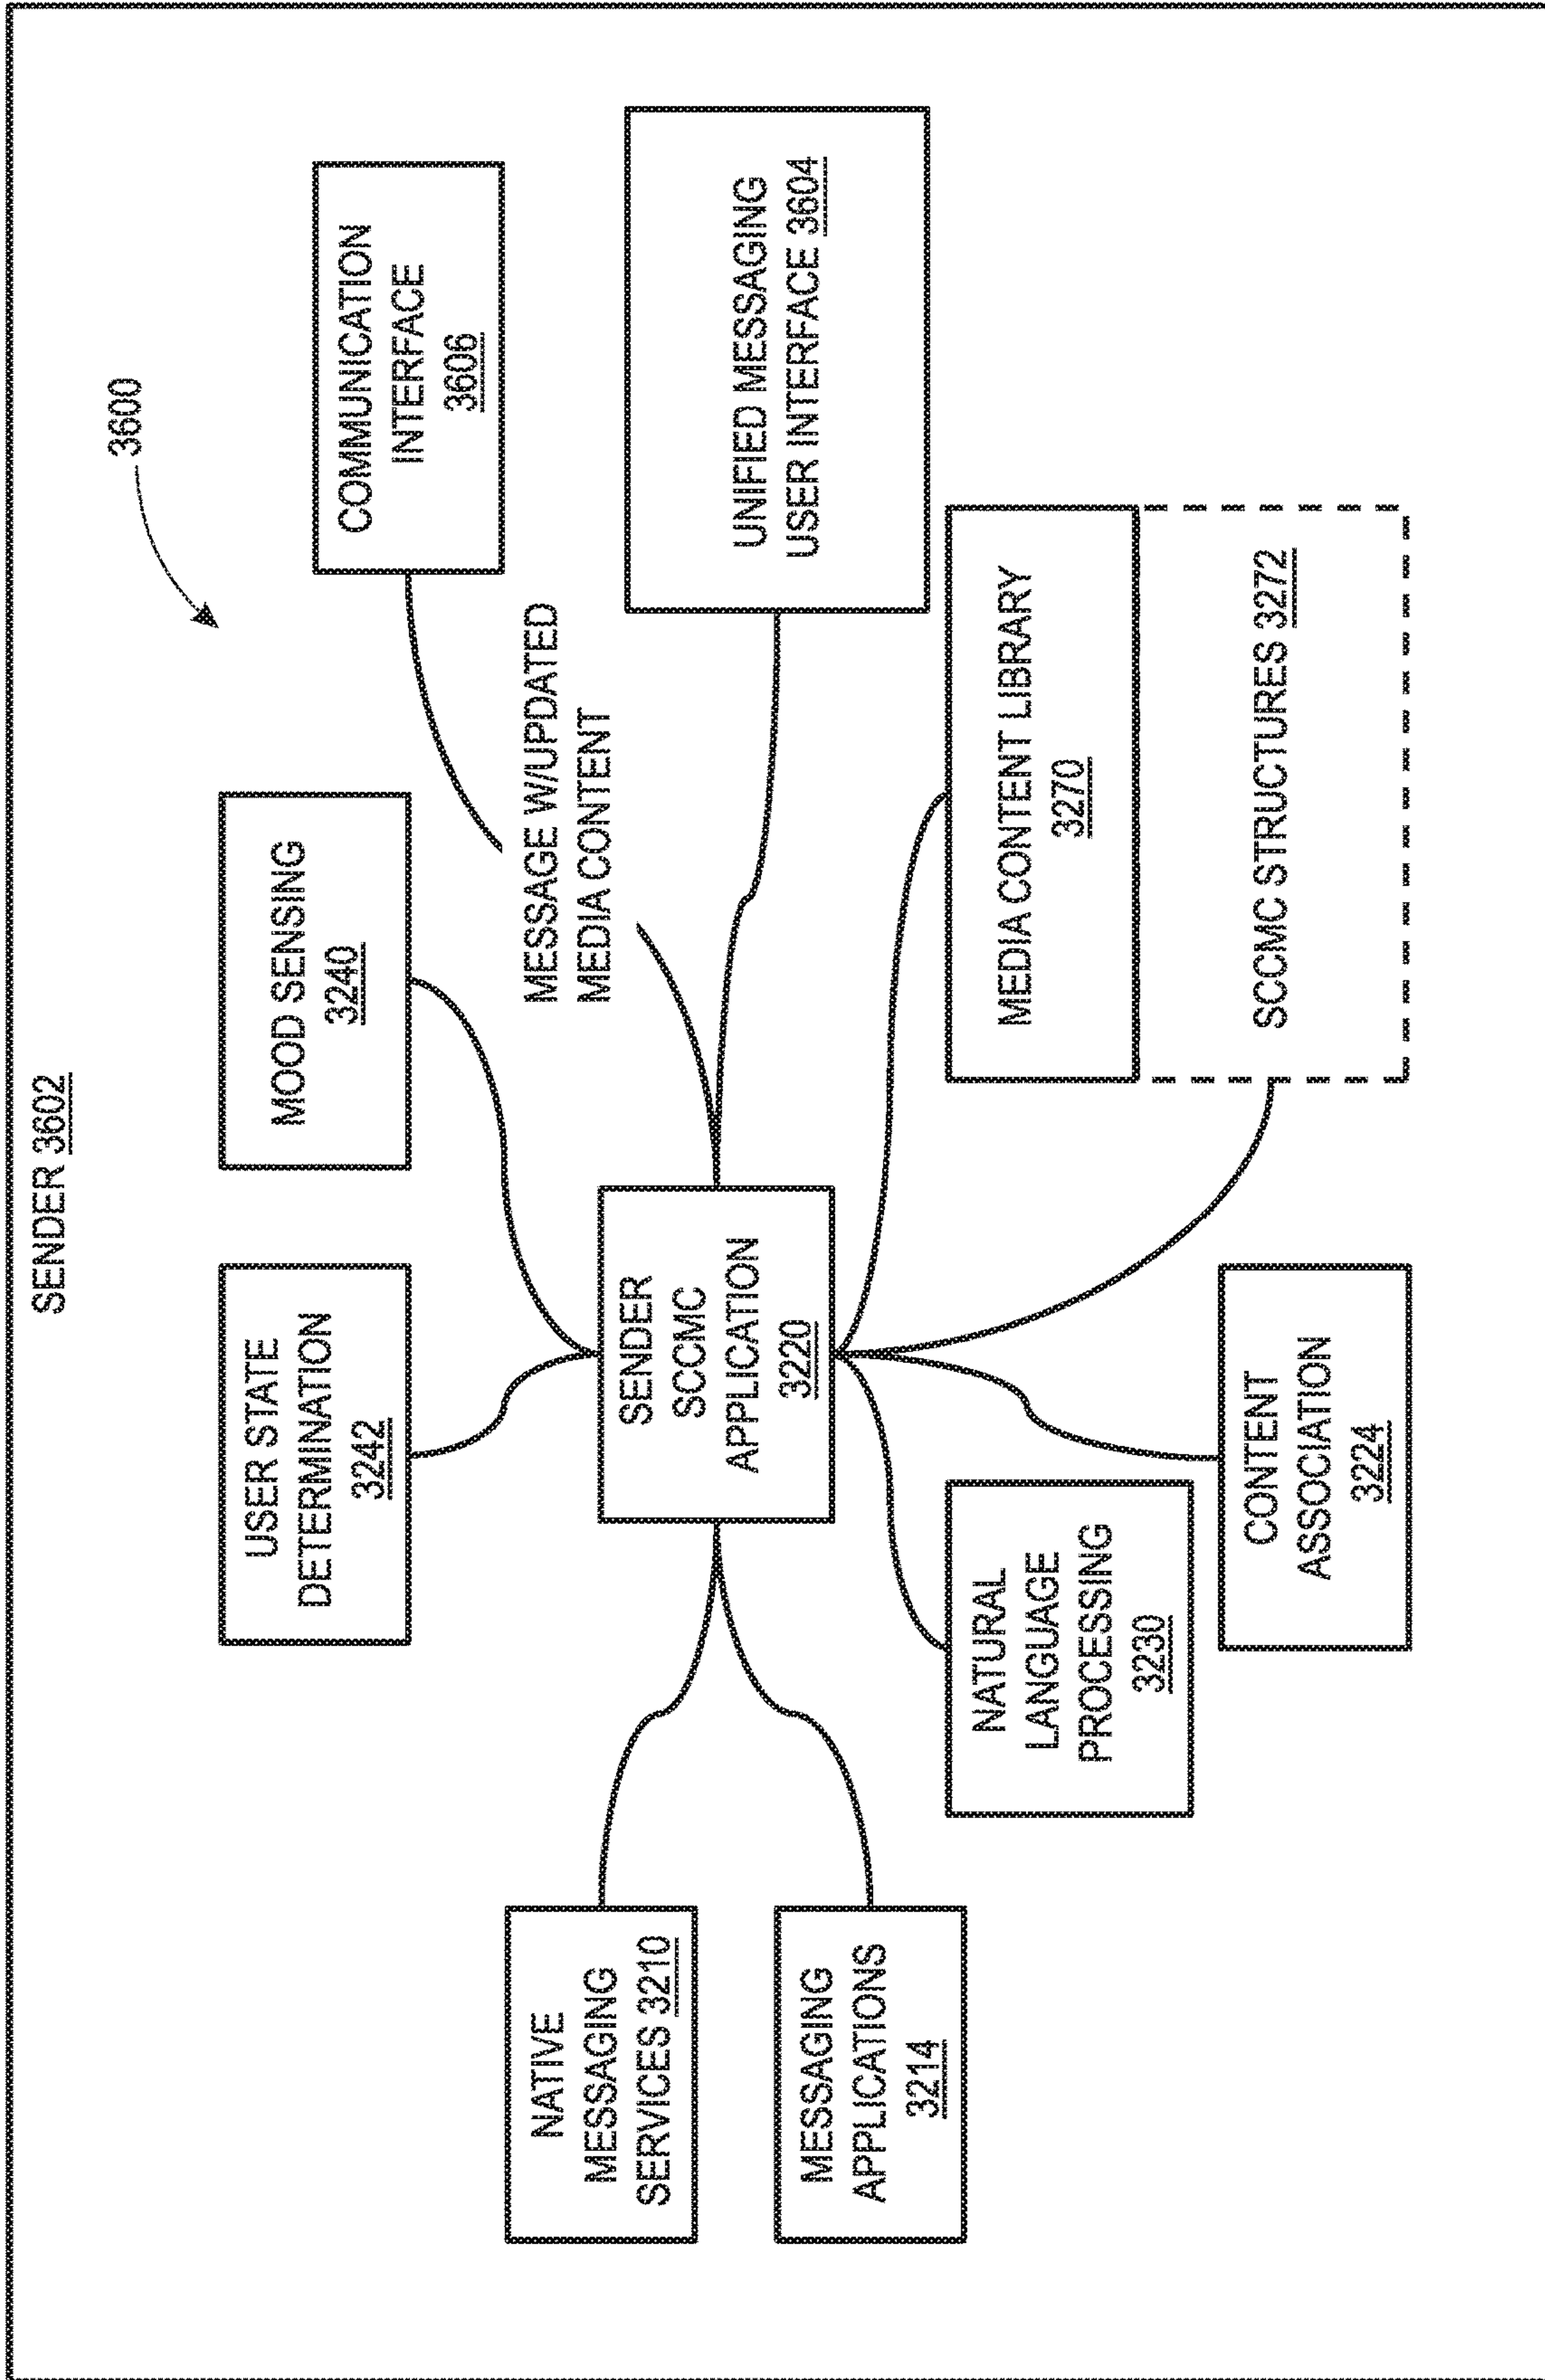 SENDER 3602
3600
USER STATE
DETERMINATION
3242
MOOD SENSING
3240
COMMUNICATION
INTERFACE
3606
MESSAGE W/UPDATED
MEDIA CONTENT
NATIVE
MESSAGING
SERVICES 3210
SENDER
SCCMC
APPLICATION
3220
UNIFIED MESSAGING
USER INTERFACE 3604
MESSAGING
APPLICATIONS
3214
NATURAL
LANGUAGE
PROCESSING
3230
MEDIA CONTENT LIBRARY
3270
CONTENT
ASSOCIATION
3224
SCCMC STRUCTURES 3272